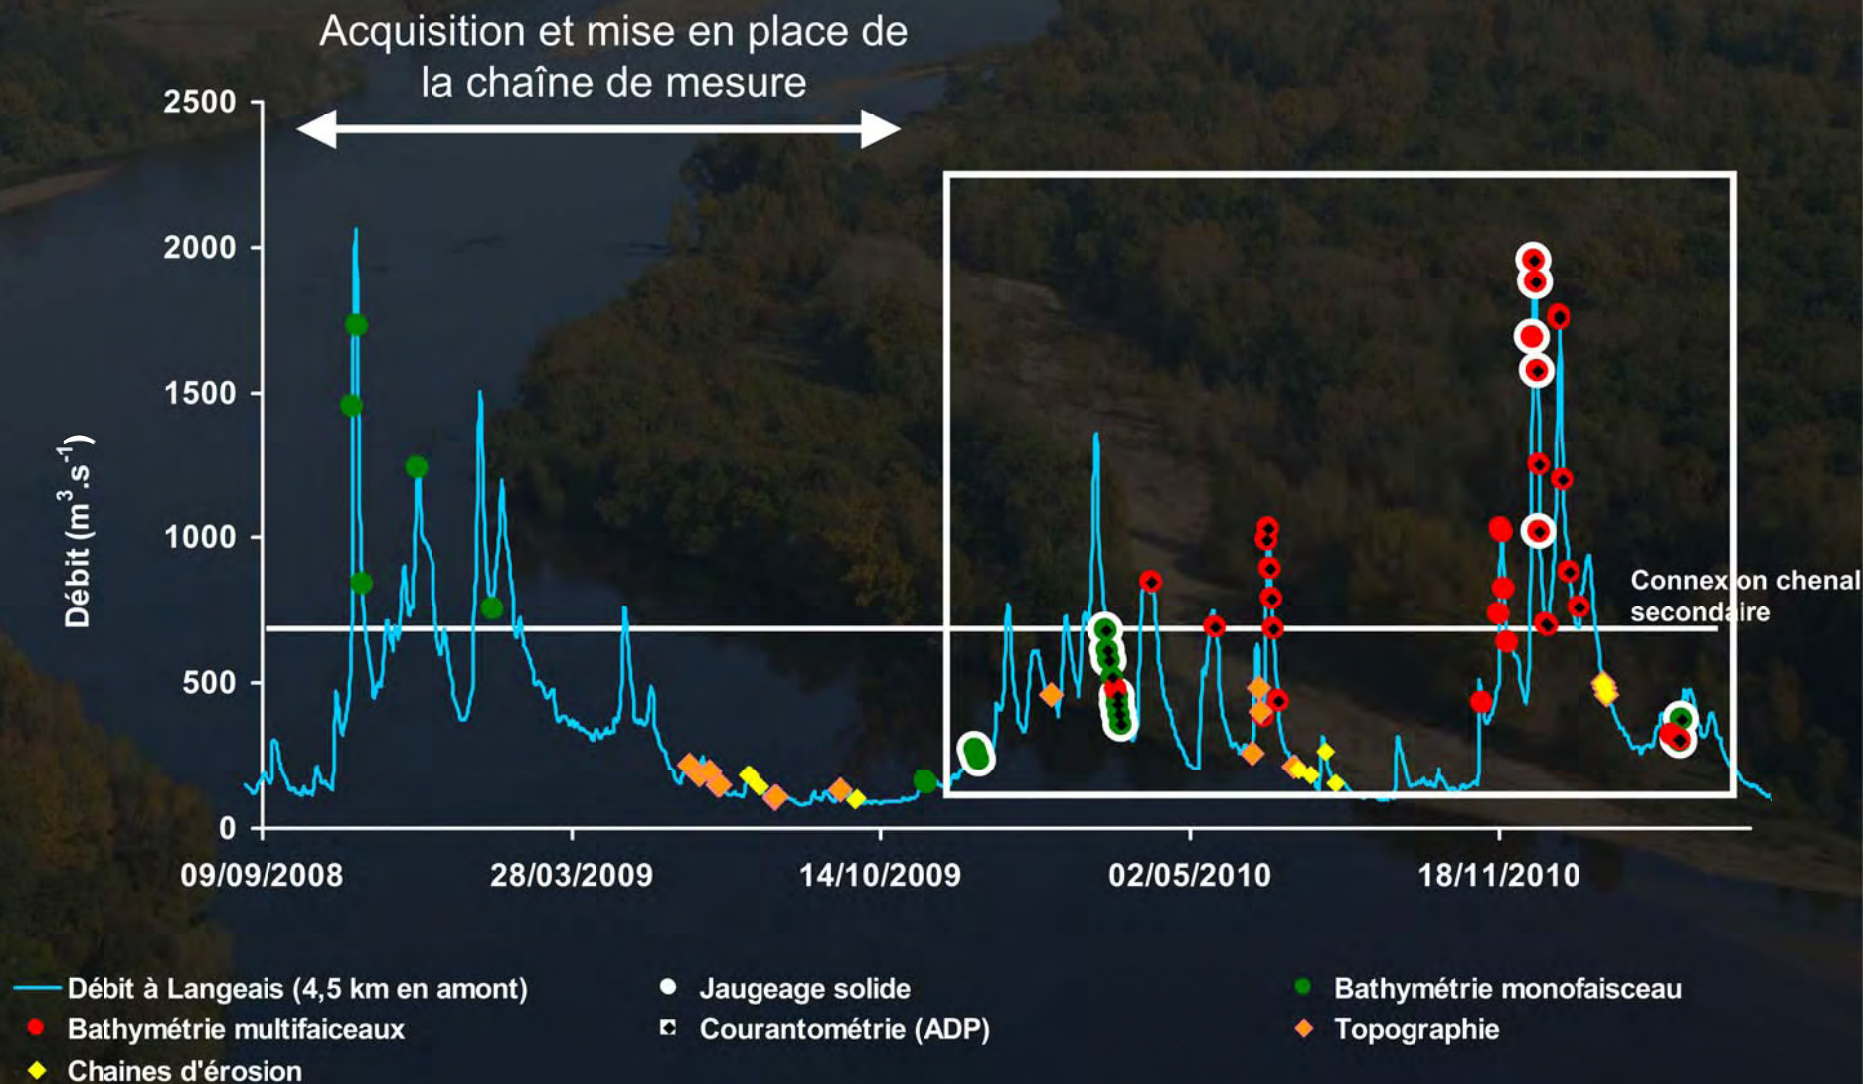 Acquisition et mise en place de
la chaîne de mesure
2500
2000
1500
1000
500
0
Débit (m³.s⁻¹)
Connex on chenal
secondaire
09/09/2008
28/03/2009
14/10/2009
02/05/2010
18/11/2010
Débit à Langeais (4,5 km en amont)
Jaugeage solide
Bathymétrie monofaisceau
Bathymétrie multifaiceaux
Courantométrie (ADP)
Topographie
Chaines d'érosion